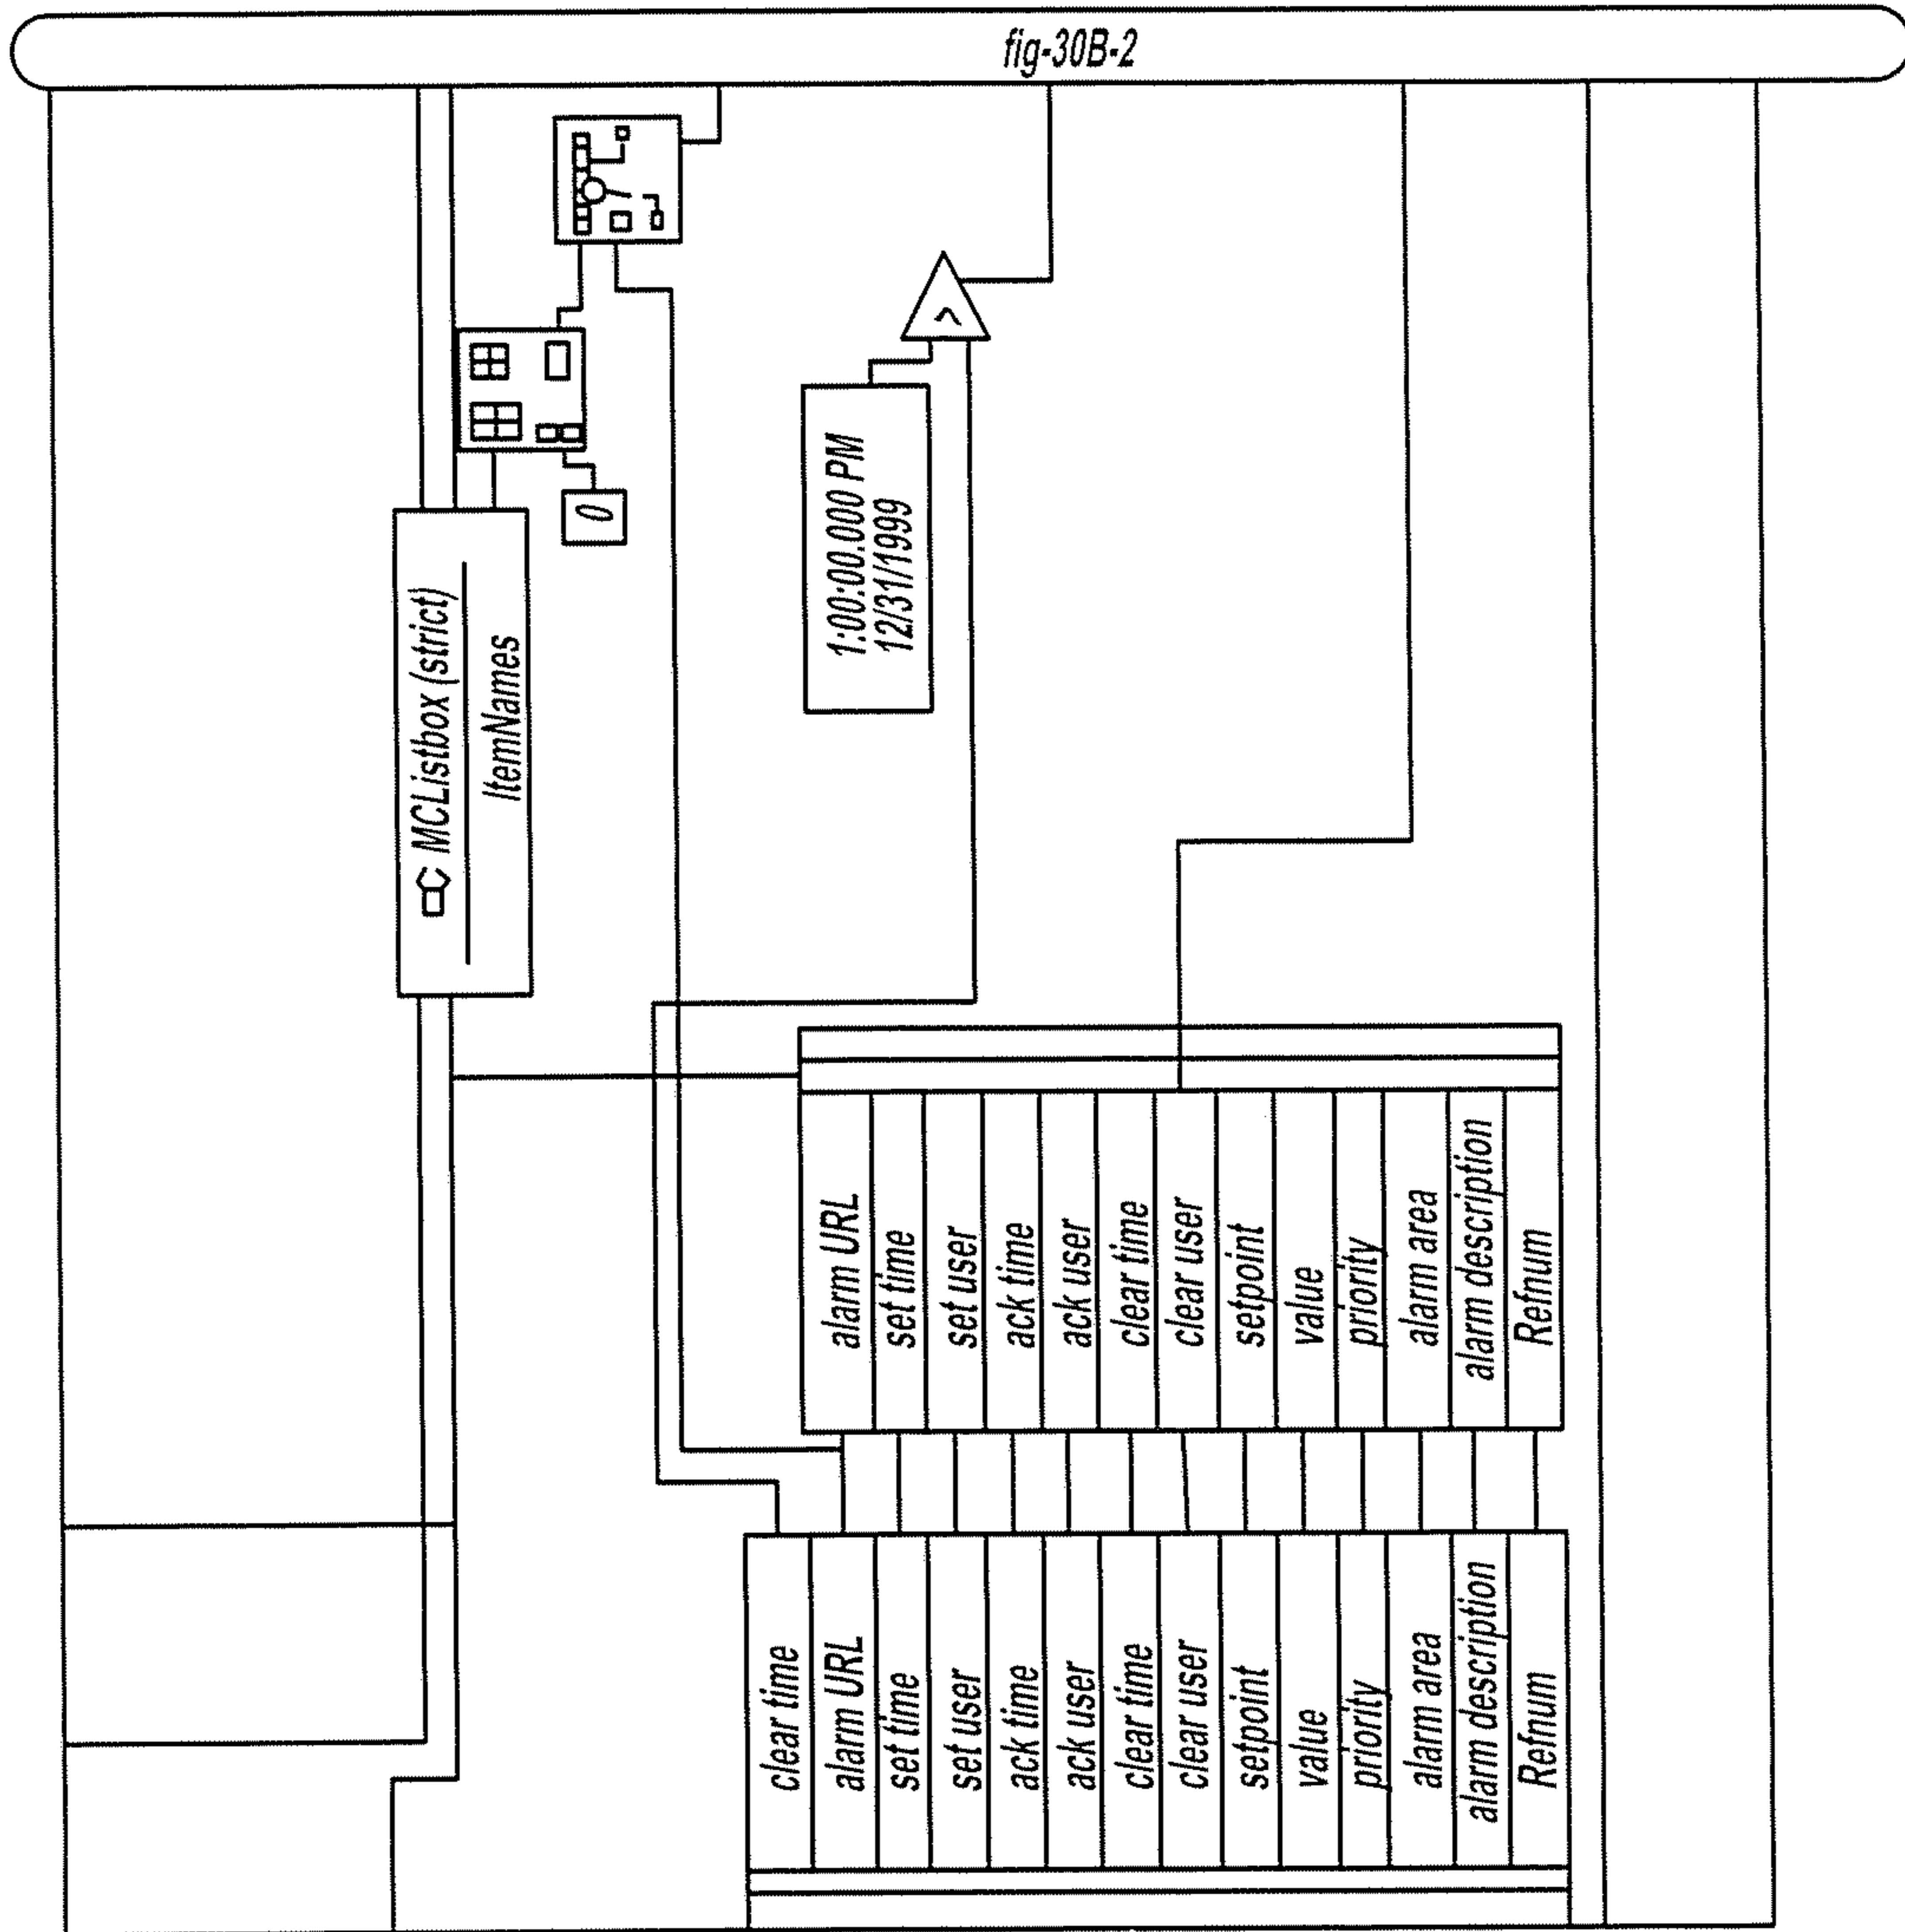 fig-30B-2
MCListbox (strict)
ItemNames
0
1:00:00.000 PM
12/31/1999
>
alarm URL
set time
set user
ack time
ack user
clear time
clear user
setpoint
value
priority
alarm area
alarm description
Refnum
clear time
alarm URL
set time
set user
ack time
ack user
clear time
clear user
setpoint
value
priority
alarm area
alarm description
Refnum